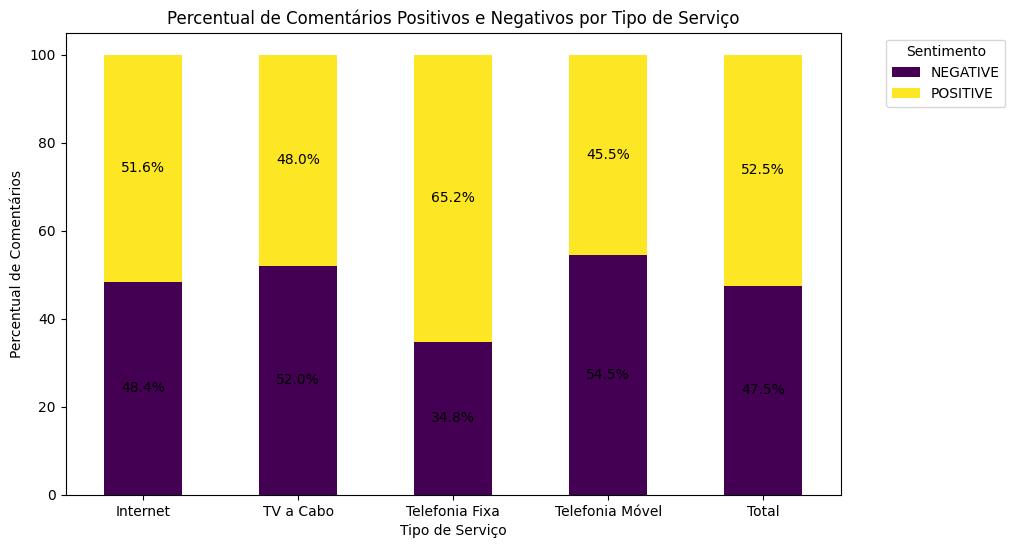 Percentual de Comentários Positivos e Negativos por Tipo de Serviço
Sentimento
NEGATIVE
POSITIVE
Percentual de Comentários
100
80
60
40
20
0
51.6%
48.0%
65.2%
45.5%
52.5%
48.4%
52.0%
34.8%
54.5%
47.5%
Internet
TV a Cabo
Telefonia Fixa
Telefonia Móvel
Total
Tipo de Serviço